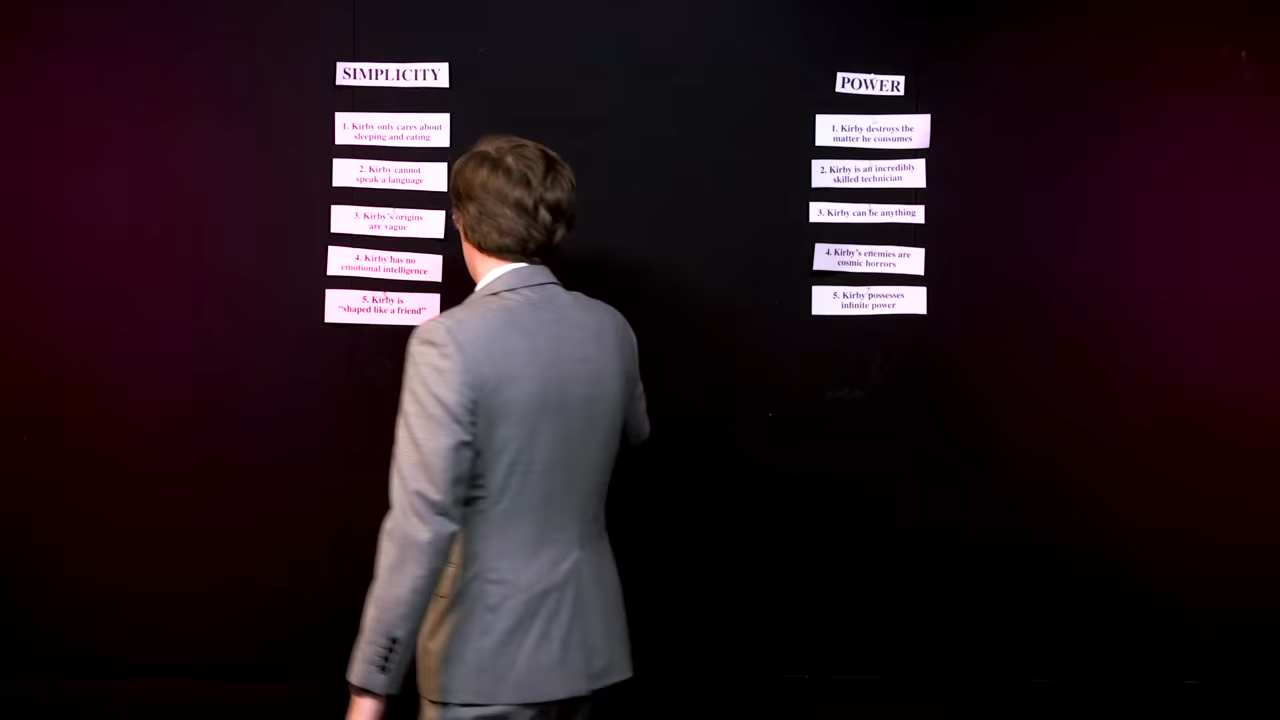 SIMPLICITY
1. Kirby only cares about
sleeping and eating
2. Kirby cannot
speak a language
3. Kirby's origins
are vague
4. Kirby has no
emotional intelligence
5. Kirby is
"shaped like a friend"
POWER
1. Kirby destroys the
matter he consumes
2. Kirby is an incredibly
skilled technician
3. Kirby can be anything
4. Kirby's enemies are
cosmic horrors
5. Kirby possesses
infinite power